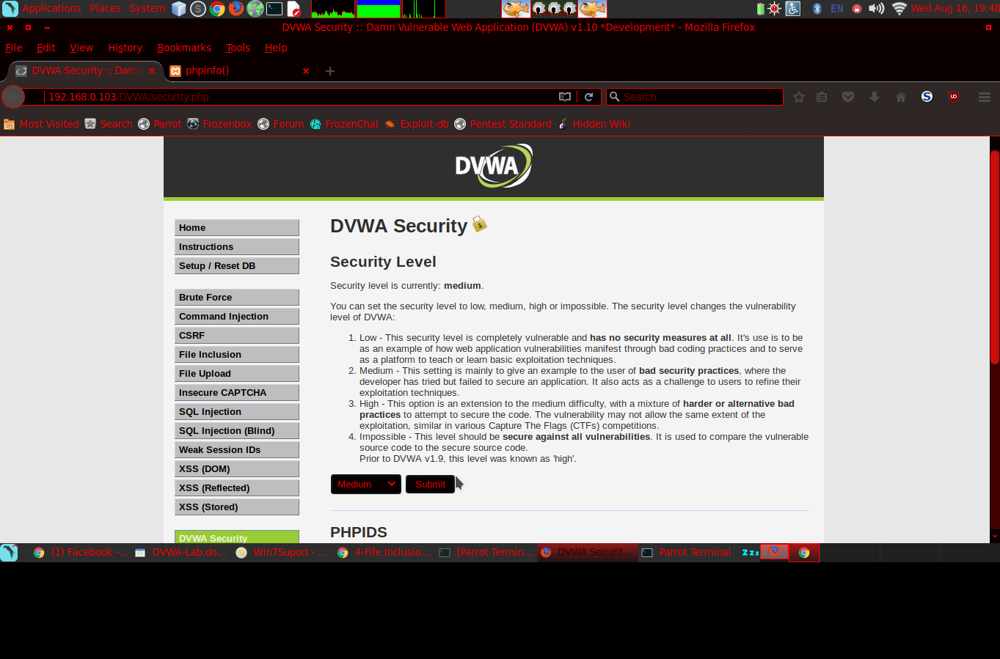 Applications Places System EN Wed Aug 16, 19:48
DVWA Security :: Damn Vulnerable Web Application (DVWA) v1.10 *Development* - Mozilla Firefox
File Edit View History Bookmarks Tools Help
DVWA Security :: Damn phpinfo()
192.168.0.103/DVWA/security.php Search
Most Visited Search Parrot Frozenbox Forum FrozenChat Exploit-db Pentest Standard Hidden Wiki
DVWA
Home
Instructions
Setup / Reset DB
Brute Force
Command Injection
CSRF
File Inclusion
File Upload
Insecure CAPTCHA
SQL Injection
SQL Injection (Blind)
Weak Session IDs
XSS (DOM)
XSS (Reflected)
XSS (Stored)
DVWA Security
DVWA Security
Security Level
Security level is currently: medium.
You can set the security level to low, medium, high or impossible. The security level changes the vulnerability
level of DVWA:
1. Low - This security level is completely vulnerable and has no security measures at all. It's use is to be
as an example of how web application vulnerabilities manifest through bad coding practices and to serve
as a platform to teach or learn basic exploitation techniques.
2. Medium - This setting is mainly to give an example to the user of bad security practices, where the
developer has tried but failed to secure an application. It also acts as a challenge to users to refine their
exploitation techniques.
3. High - This option is an extension to the medium difficulty, with a mixture of harder or alternative bad
practices to attempt to secure the code. The vulnerability may not allow the same extent of the
exploitation, similar in various Capture The Flags (CTFs) competitions.
4. Impossible - This level should be secure against all vulnerabilities. It is used to compare the vulnerable
source code to the secure source code.
Prior to DVWA v1.9, this level was known as 'high'.
Medium Submit
PHPIDS
(1) Facebook -... DVWA-Lab.do... Win7Suport - ... 4-File Inclusio... [Parrot Termin... DVWA Securit... Parrot Terminal zzz